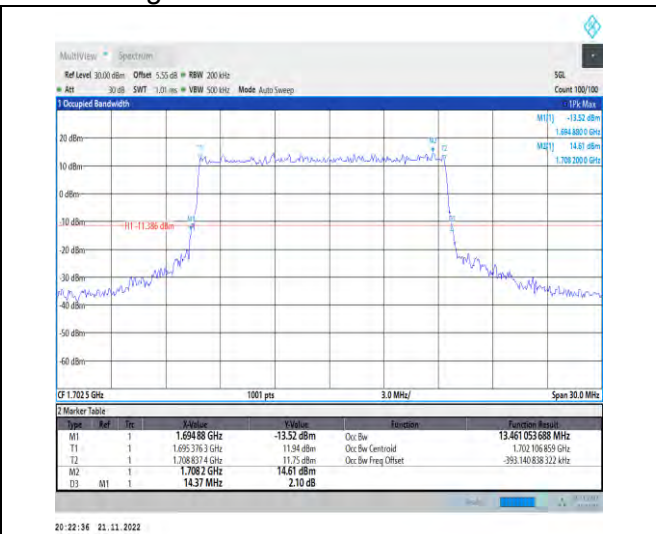 MultiView Spectrum
Ref Level 30.00 dBm Offset 5.55 dB RBW 200 kHz SGL
Att 30 dB SWT 1.01 ms VBW 500 kHz Mode Auto Sweep Count 100/100
1 Occupied Bandwidth 1Pk Max
M1[1] -13.52 dBm
1.694 880 0 GHz
M2[1] 14.61 dBm
1.708 200 0 GHz
20 dBm
M2
T1 T2
10 dBm
0 dBm
-10 dBm
H1 -11.386 dBm
M1 D3
-20 dBm
-30 dBm
-40 dBm
-50 dBm
-60 dBm
CF 1.702 5 GHz 1001 pts 3.0 MHz/ Span 30.0 MHz
2 Marker Table
Type Ref Trc X-Value Y-Value Function Function Result
M1 1 1.694 88 GHz -13.52 dBm Occ Bw 13.461 053 688 MHz
T1 1 1.695 376 3 GHz 11.94 dBm Occ Bw Centroid 1.702 106 859 GHz
T2 1 1.708 837 4 GHz 11.75 dBm Occ Bw Freq Offset -393.140 838 322 kHz
M2 1 1.708 2 GHz 14.61 dBm
D3 M1 1 14.37 MHz 2.10 dB
20:22:36 21.11.2022